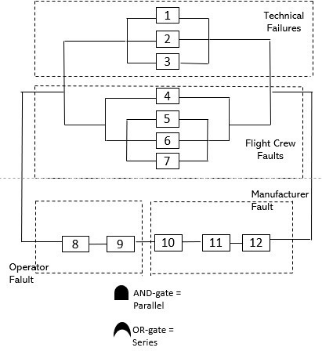 1
Technical
Failures
2
3
4
5
6
Flight Crew
Faults
7
Manufacturer
Fault
8 9 10 11 12
Operator
Falult
AND-gate =
Parallel
OR-gate =
Series